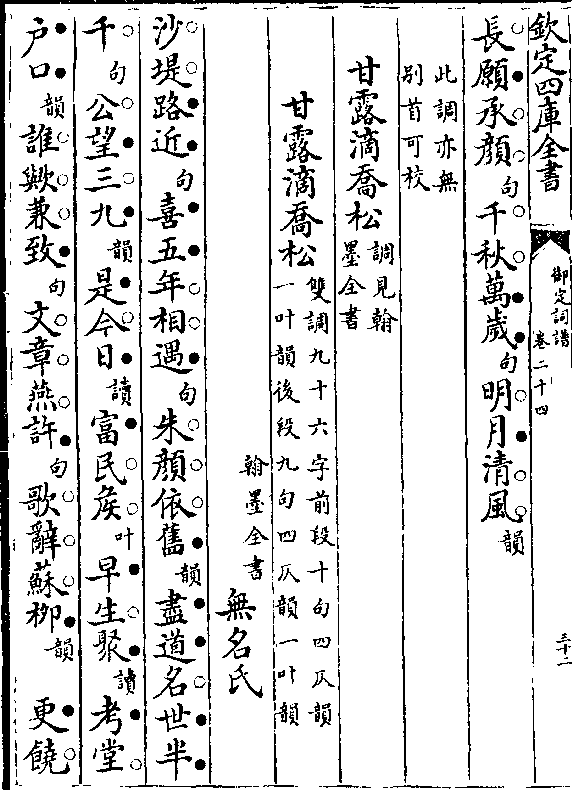 欽定四庫全書
御定詞譜
卷二十四
三十二
長願承顏句千秋萬歲句明月清風韻
此調亦無
別首可校
甘露滴喬松調見翰
墨全書
甘露滴喬松雙調九十六字前段十句四仄韻
一叶韻後段九句四仄韻一叶韻
翰墨全書無名氏
沙堤路近句喜五年相遇句朱顏依舊韻盡道名世半
千句公望三九韻是今日讀富民矦叶早生聚讀考堂
户口韻誰歟兼致句文章燕許句歌辭蘇柳韻更饒